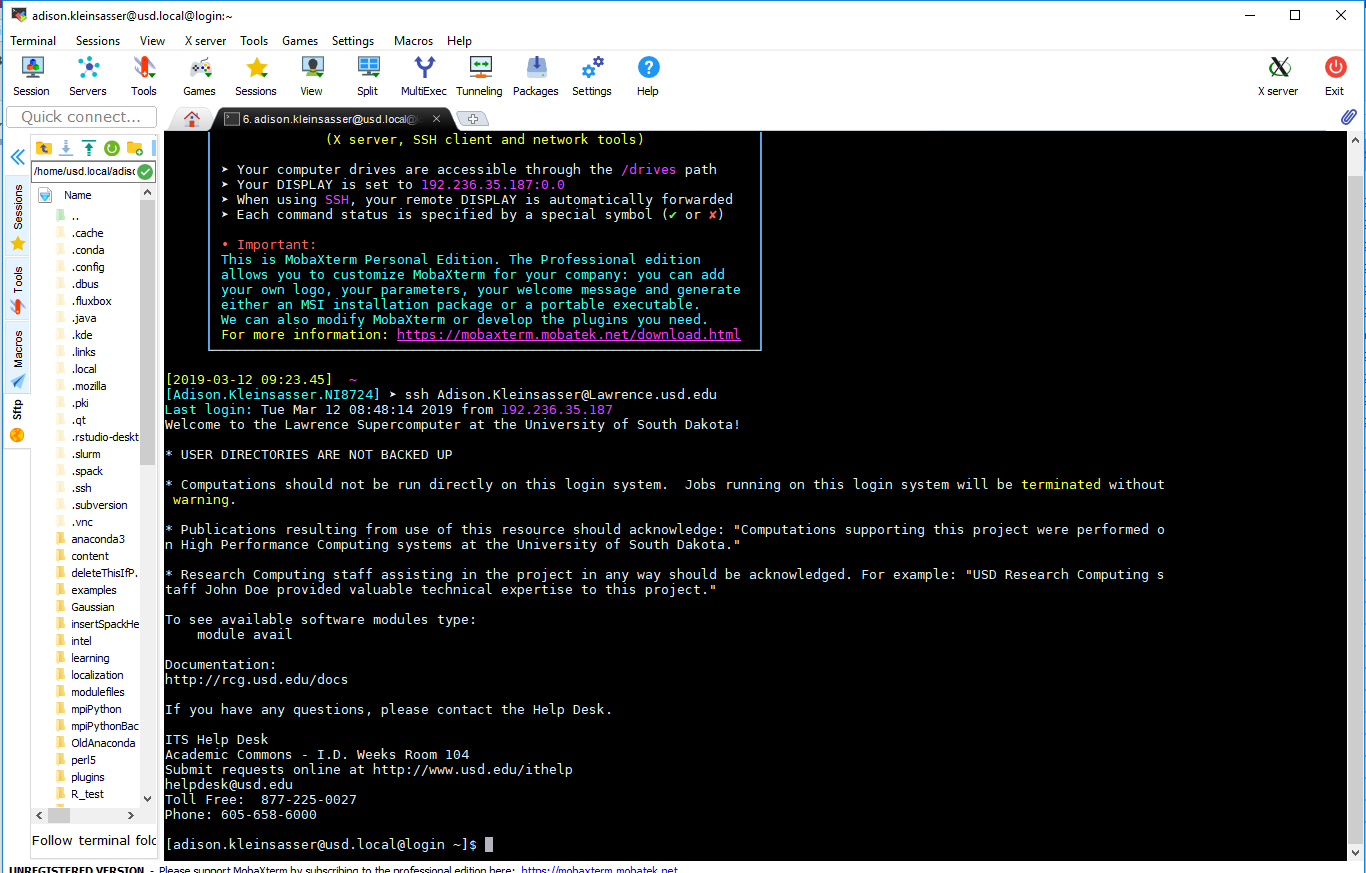 adison.kleinsasser@usd.local@login:~
Terminal Sessions View X server Tools Games Settings Macros Help
Session Servers Tools Games Sessions View Split MultiExec Tunneling Packages Settings Help X server Exit
Quick connect...
6. adison.kleinsasser@usd.local@
/home/usd.local/adiso
Name
..
.cache
.conda
.config
.dbus
.fluxbox
.java
.kde
.links
.local
.mozilla
.pki
.qt
.rstudio-deskt
.slurm
.spack
.ssh
.subversion
.vnc
anaconda3
content
deleteThisIfP.
examples
Gaussian
insertSpackHe
intel
learning
localization
modulefiles
mpiPython
mpiPythonBac
OldAnaconda
perl5
plugins
R_test
Follow terminal fold
Sessions
Tools
Macros
Sftp
(X server, SSH client and network tools)
➤ Your computer drives are accessible through the /drives path
➤ Your DISPLAY is set to 192.236.35.187:0.0
➤ When using SSH, your remote DISPLAY is automatically forwarded
➤ Each command status is specified by a special symbol (✔ or ✘)
• Important:
This is MobaXterm Personal Edition. The Professional edition
allows you to customize MobaXterm for your company: you can add
your own logo, your parameters, your welcome message and generate
either an MSI installation package or a portable executable.
We can also modify MobaXterm or develop the plugins you need.
For more information: https://mobaxterm.mobatek.net/download.html
[2019-03-12 09:23.45] ~
[Adison.Kleinsasser.NI8724] ➤ ssh Adison.Kleinsasser@Lawrence.usd.edu
Last login: Tue Mar 12 08:48:14 2019 from 192.236.35.187
Welcome to the Lawrence Supercomputer at the University of South Dakota!
* USER DIRECTORIES ARE NOT BACKED UP
* Computations should not be run directly on this login system.  Jobs running on this login system will be terminated without
 warning.
* Publications resulting from use of this resource should acknowledge: "Computations supporting this project were performed o
n High Performance Computing systems at the University of South Dakota."
* Research Computing staff assisting in the project in any way should be acknowledged. For example: "USD Research Computing s
taff John Doe provided valuable technical expertise to this project."
To see available software modules type:
    module avail
Documentation:
http://rcg.usd.edu/docs
If you have any questions, please contact the Help Desk.
ITS Help Desk
Academic Commons - I.D. Weeks Room 104
Submit requests online at http://www.usd.edu/ithelp
helpdesk@usd.edu
Toll Free:  877-225-0027
Phone: 605-658-6000
[adison.kleinsasser@usd.local@login ~]$
UNREGISTERED VERSION - Please support MobaXterm by subscribing to the professional edition here: https://mobaxterm.mobatek.net